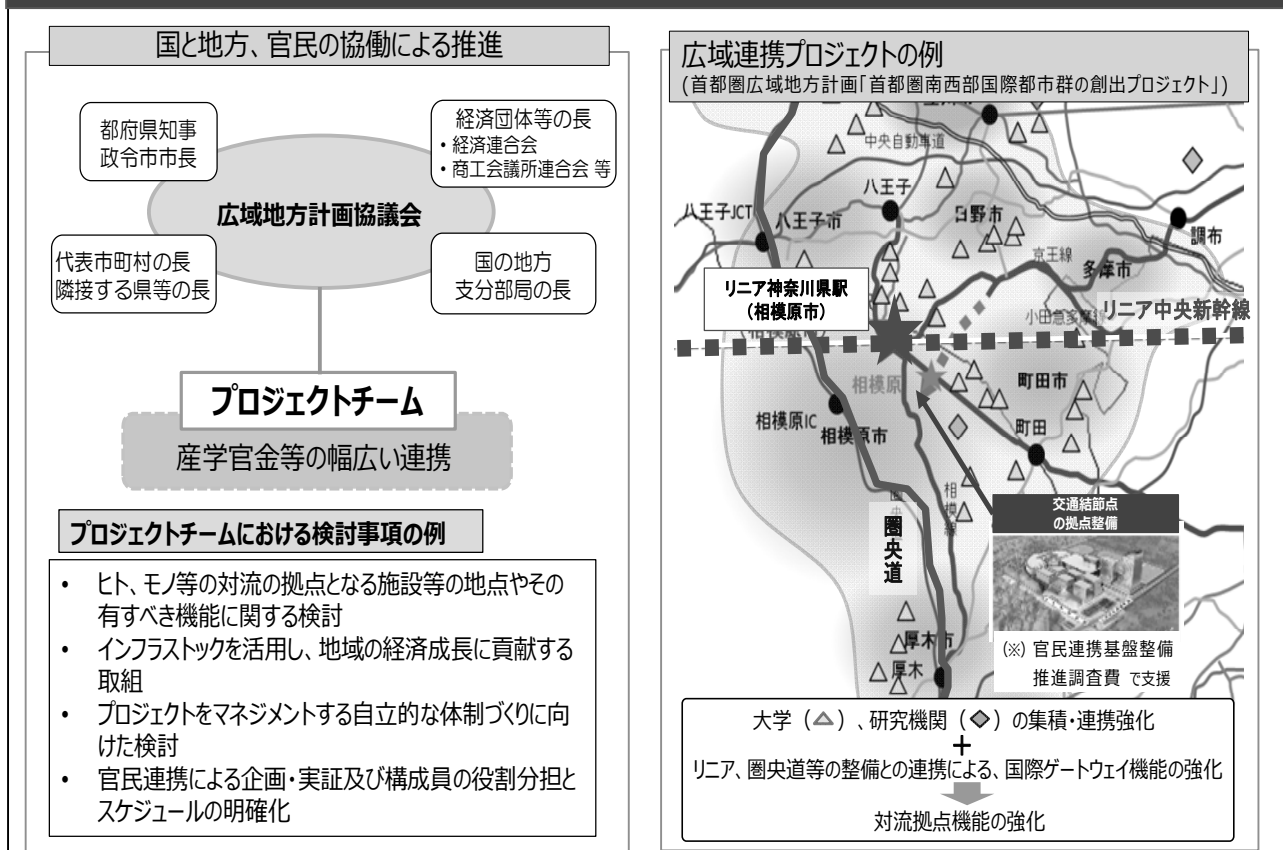 国と地方、官民の協働による推進
都府県知事
政令市市長
経済団体等の長
・経済連合会
・商工会議所連合会 等
広域地方計画協議会
代表市町村の長
隣接する県等の長
国の地方
支分部局の長
プロジェクトチーム
産学官金等の幅広い連携
プロジェクトチームにおける検討事項の例
• ヒト、モノ等の対流の拠点となる施設等の地点やその
有すべき機能に関する検討
• インフラストックを活用し、地域の経済成長に貢献する
取組
• プロジェクトをマネジメントする自立的な体制づくりに向
けた検討
• 官民連携による企画・実証及び構成員の役割分担と
スケジュールの明確化
広域連携プロジェクトの例
(首都圏広域地方計画「首都圏南西部国際都市群の創出プロジェクト」)
中央自動車道
八王子
八王子JCT
八王子市
日野市
調布
京王線
多摩市
リニア神奈川県駅
(相模原市)
小田急多摩線
リニア中央新幹線
相模原
町田市
相模原IC
相模原市
町田
相模線
圏央道
交通結節点
の拠点整備
厚木市
厚木
(※) 官民連携基盤整備
推進調査費 で支援
大学(△)、研究機関(◇)の集積・連携強化
+
リニア、圏央道等の整備との連携による、国際ゲートウェイ機能の強化
対流拠点機能の強化